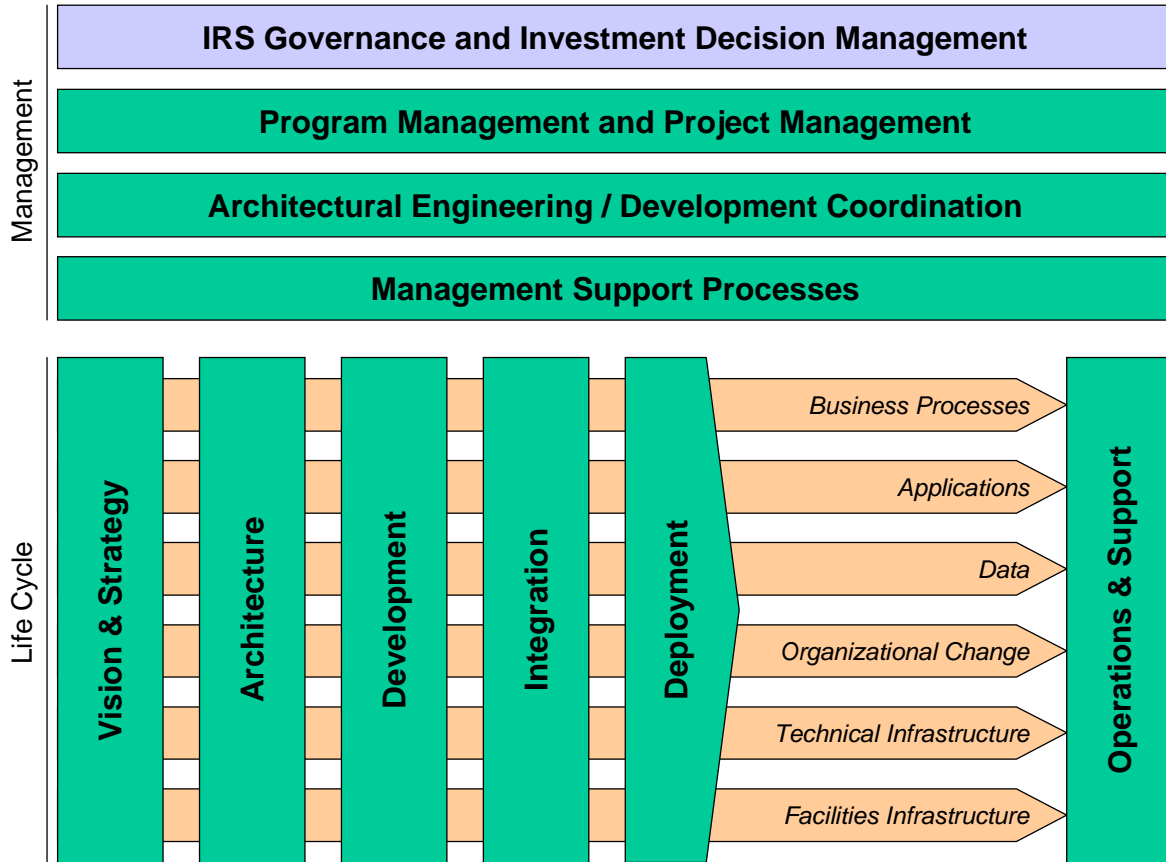 Management
IRS Governance and Investment Decision Management
Program Management and Project Management
Architectural Engineering / Development Coordination
Management Support Processes
Life Cycle
Vision & Strategy
Architecture
Development
Integration
Deployment
Business Processes
Applications
Data
Organizational Change
Technical Infrastructure
Facilities Infrastructure
Operations & Support